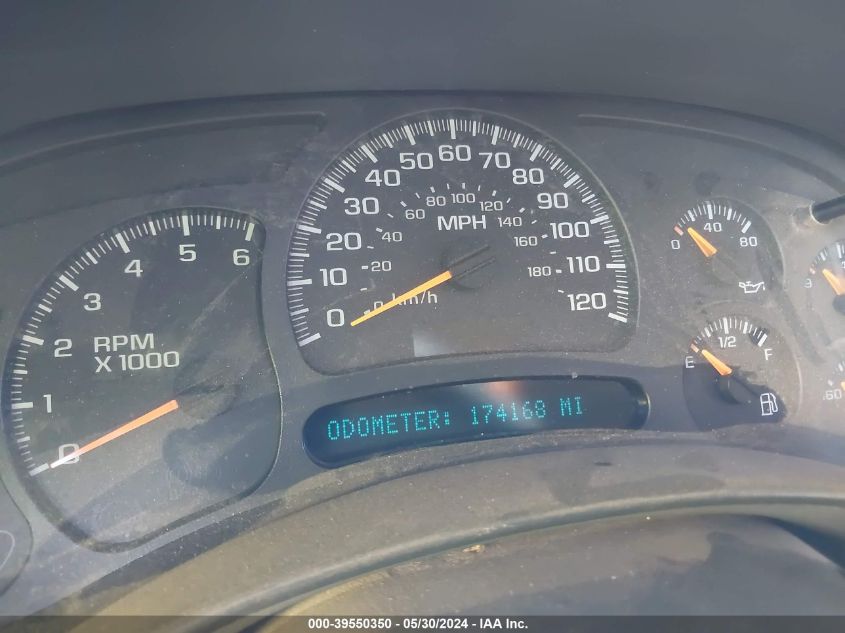 0 1 2 3 4 5 6
RPM
X1000
0 10 20 30 40 50 60 70 80 90 100 110 120
MPH
0 20 40 60 80 100 120 140 160 180
km/h
0 40 80
E 1/2 F
60
ODOMETER: 174168 MI
000-39550350 - 05/30/2024 - IAA Inc.